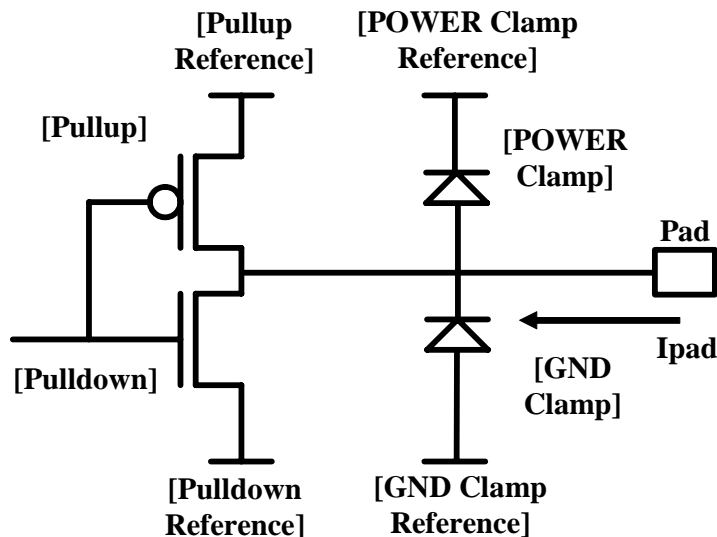 [Pullup
Reference]
[POWER Clamp
Reference]
[Pullup]
[POWER
Clamp]
Pad
Ipad
[Pulldown]
[GND
Clamp]
[Pulldown
Reference]
[GND Clamp
Reference]